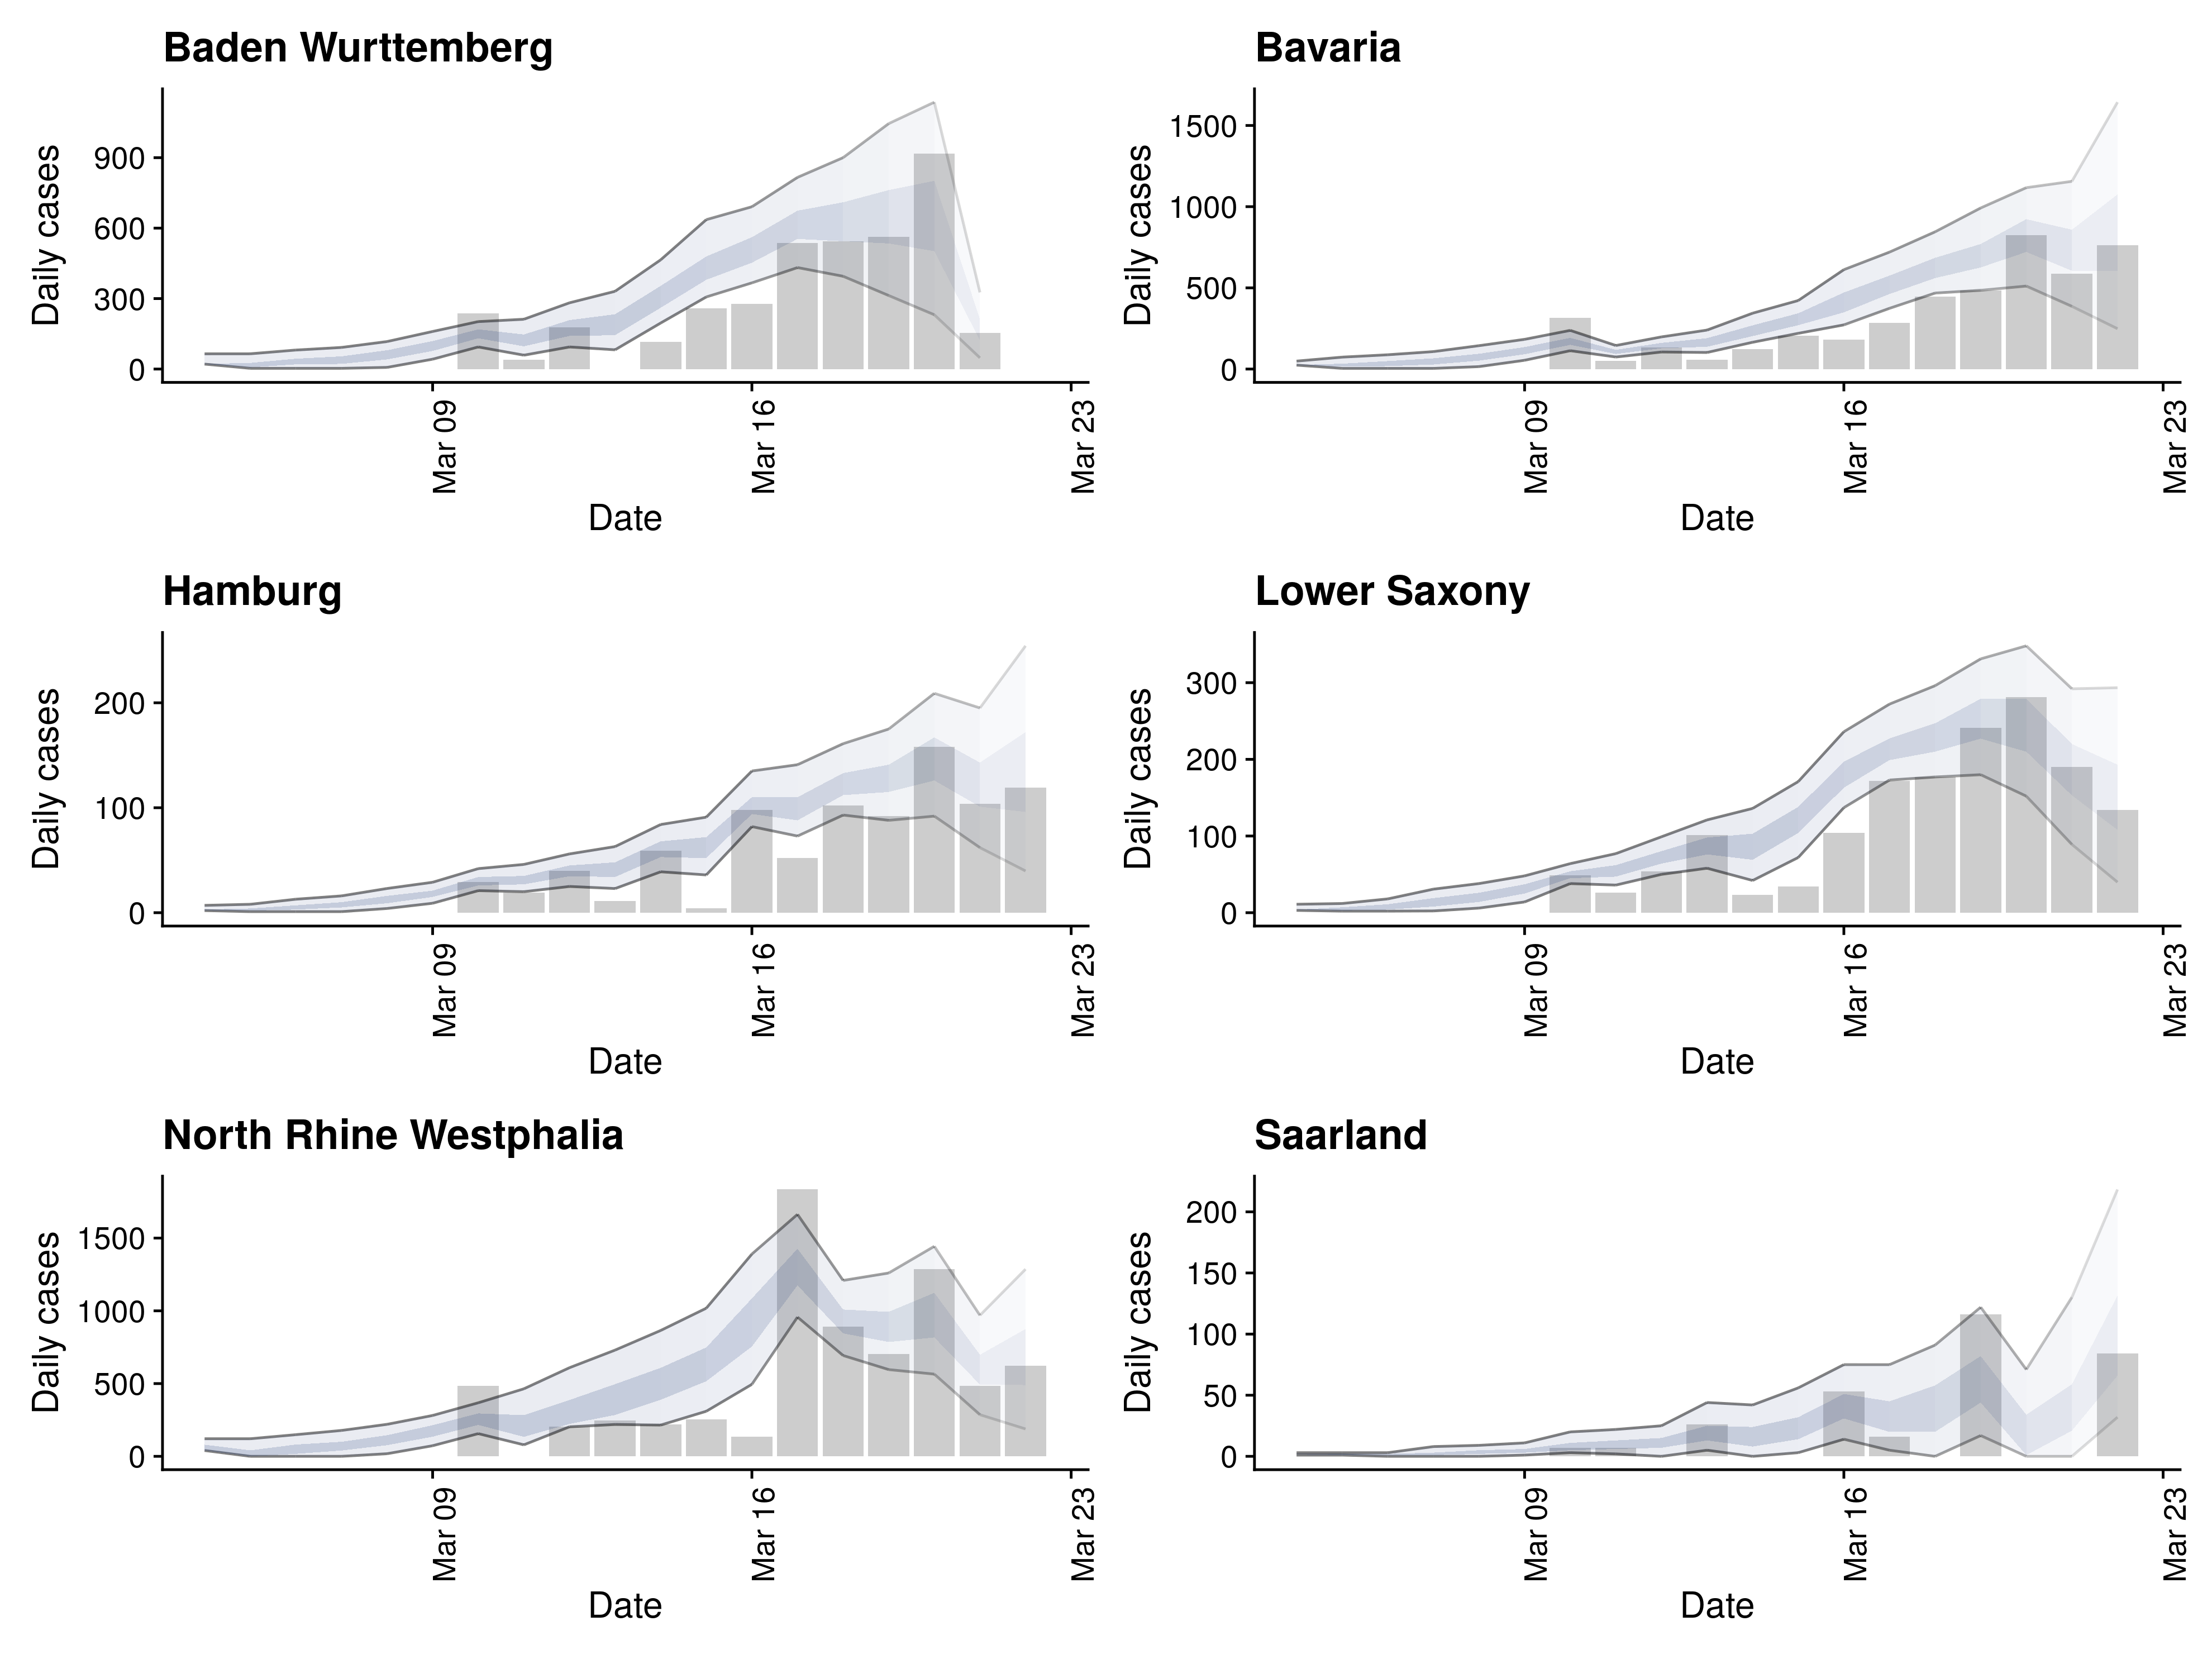 Baden Wurttemberg
Daily cases
900
600
300
0
Mar 09
Mar 16
Mar 23
Date
Bavaria
Daily cases
1500
1000
500
0
Mar 09
Mar 16
Mar 23
Date
Hamburg
Daily cases
200
100
0
Mar 09
Mar 16
Mar 23
Date
Lower Saxony
Daily cases
300
200
100
0
Mar 09
Mar 16
Mar 23
Date
North Rhine Westphalia
Daily cases
1500
1000
500
0
Mar 09
Mar 16
Mar 23
Date
Saarland
Daily cases
200
150
100
50
0
Mar 09
Mar 16
Mar 23
Date